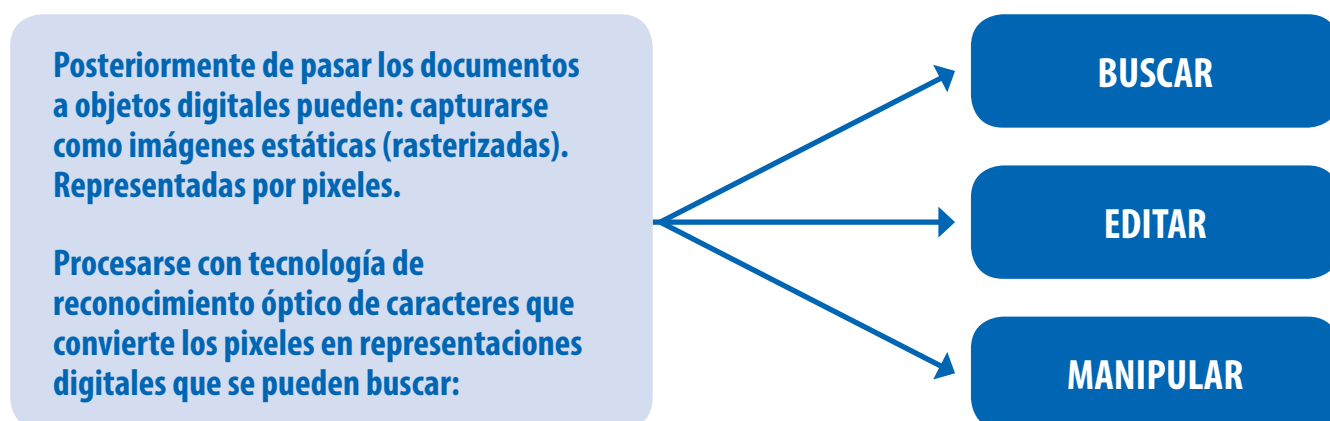 Posteriormente de pasar los documentos
a objetos digitales pueden: capturarse
como imágenes estáticas (rasterizadas).
Representadas por pixeles.
Procesarse con tecnología de
reconocimiento óptico de caracteres que
convierte los pixeles en representaciones
digitales que se pueden buscar:
BUSCAR
EDITAR
MANIPULAR